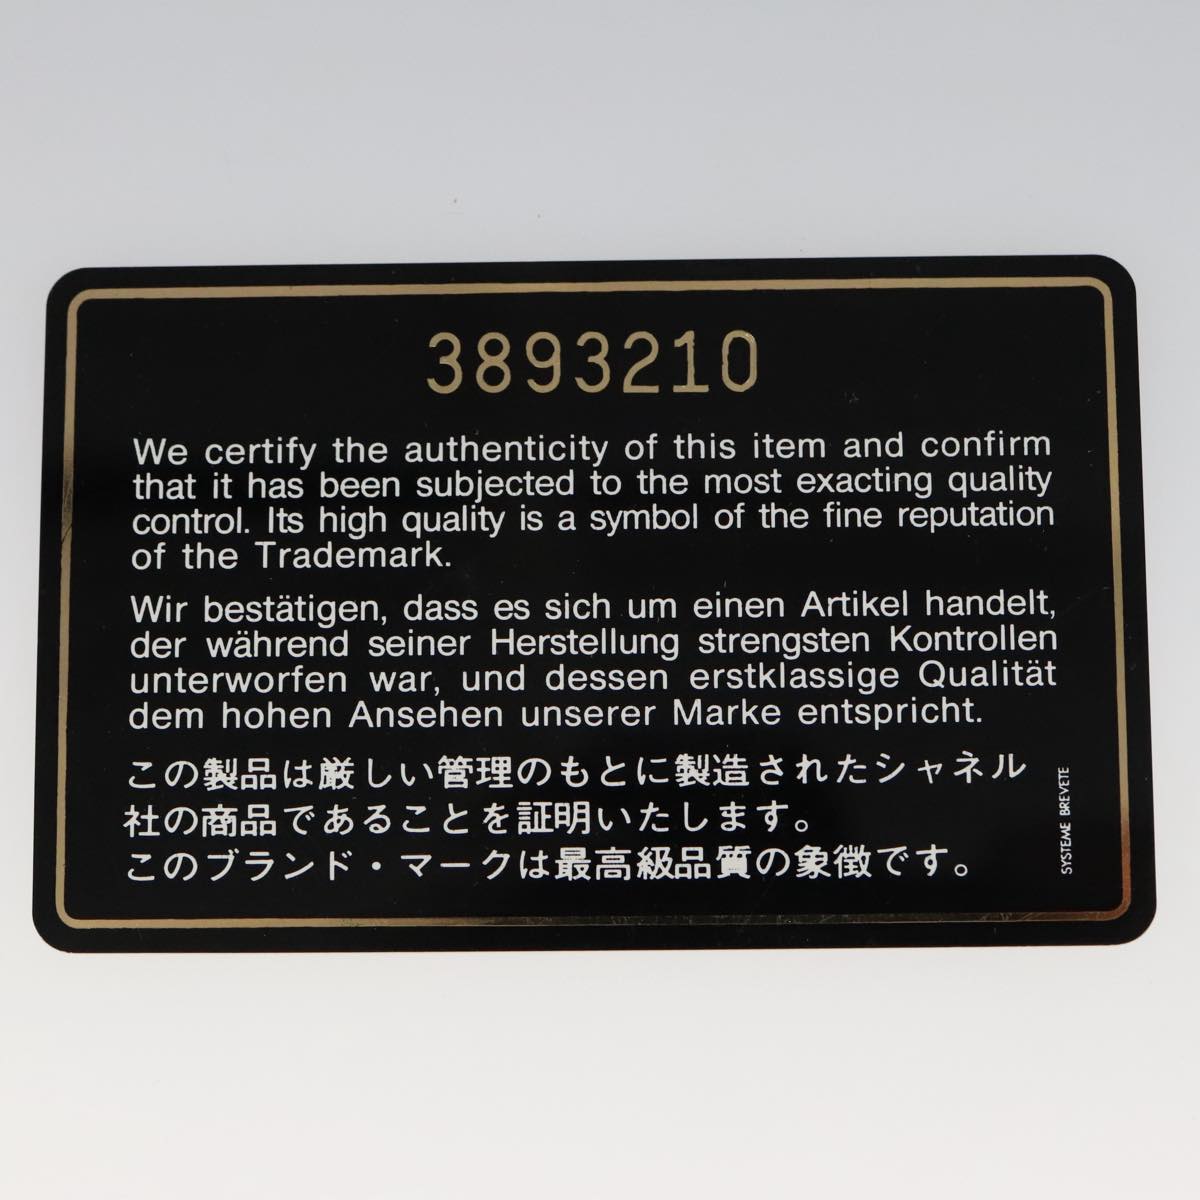 3893210
We certify the authenticity of this item and confirm
that it has been subjected to the most exacting quality
control. Its high quality is a symbol of the fine reputation
of the Trademark.
Wir bestätigen, dass es sich um einen Artikel handelt,
der während seiner Herstellung strengsten Kontrollen
unterworfen war, und dessen erstklassige Qualität
dem hohen Ansehen unserer Marke entspricht.
この製品は厳しい管理のもとに製造されたシャネル
社の商品であることを証明いたします。
このブランド・マークは最高級品質の象徴です。
SYSTEME BREVETE